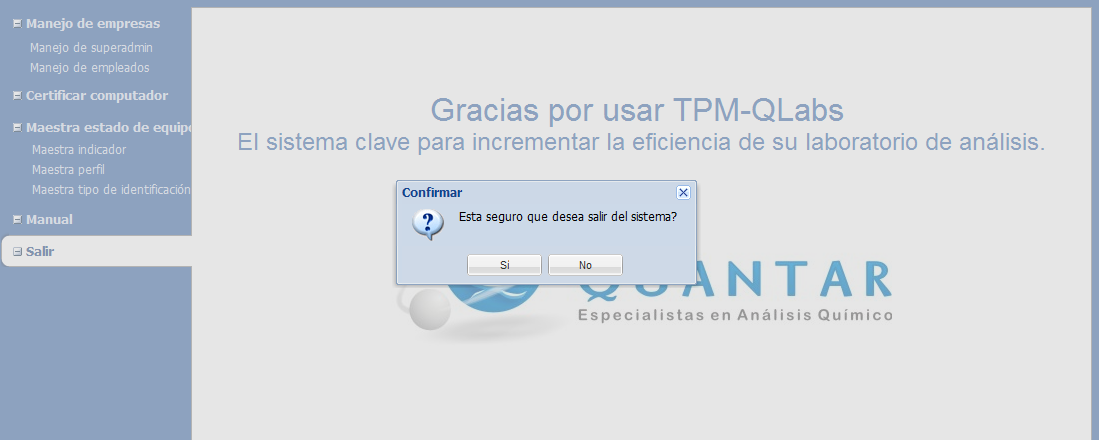 Manejo de empresas
Manejo de superadmin
Manejo de empleados
Certificar computador
Maestra estado de equipo
Maestra indicador
Maestra perfil
Maestra tipo de identificación
Manual
Salir
Gracias por usar TPM-QLabs
El sistema clave para incrementar la eficiencia de su laboratorio de análisis.
Confirmar
Esta seguro que desea salir del sistema?
Si No
QUANTAR
Especialistas en Análisis Químico